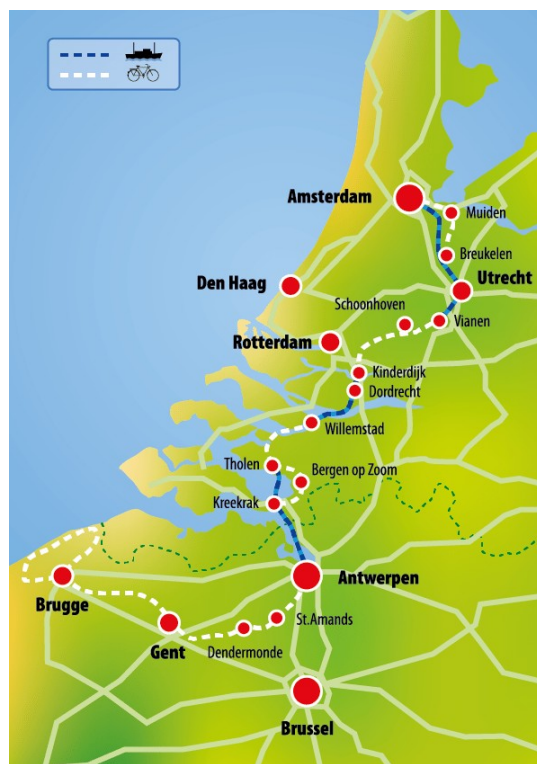 Amsterdam
Muiden
Breukelen
Den Haag
Utrecht
Schoonhoven
Vianen
Rotterdam
Kinderdijk
Dordrecht
Willemstad
Tholen
Bergen op Zoom
Kreekrak
Antwerpen
Brugge
St.Amands
Gent
Dendermonde
Brussel